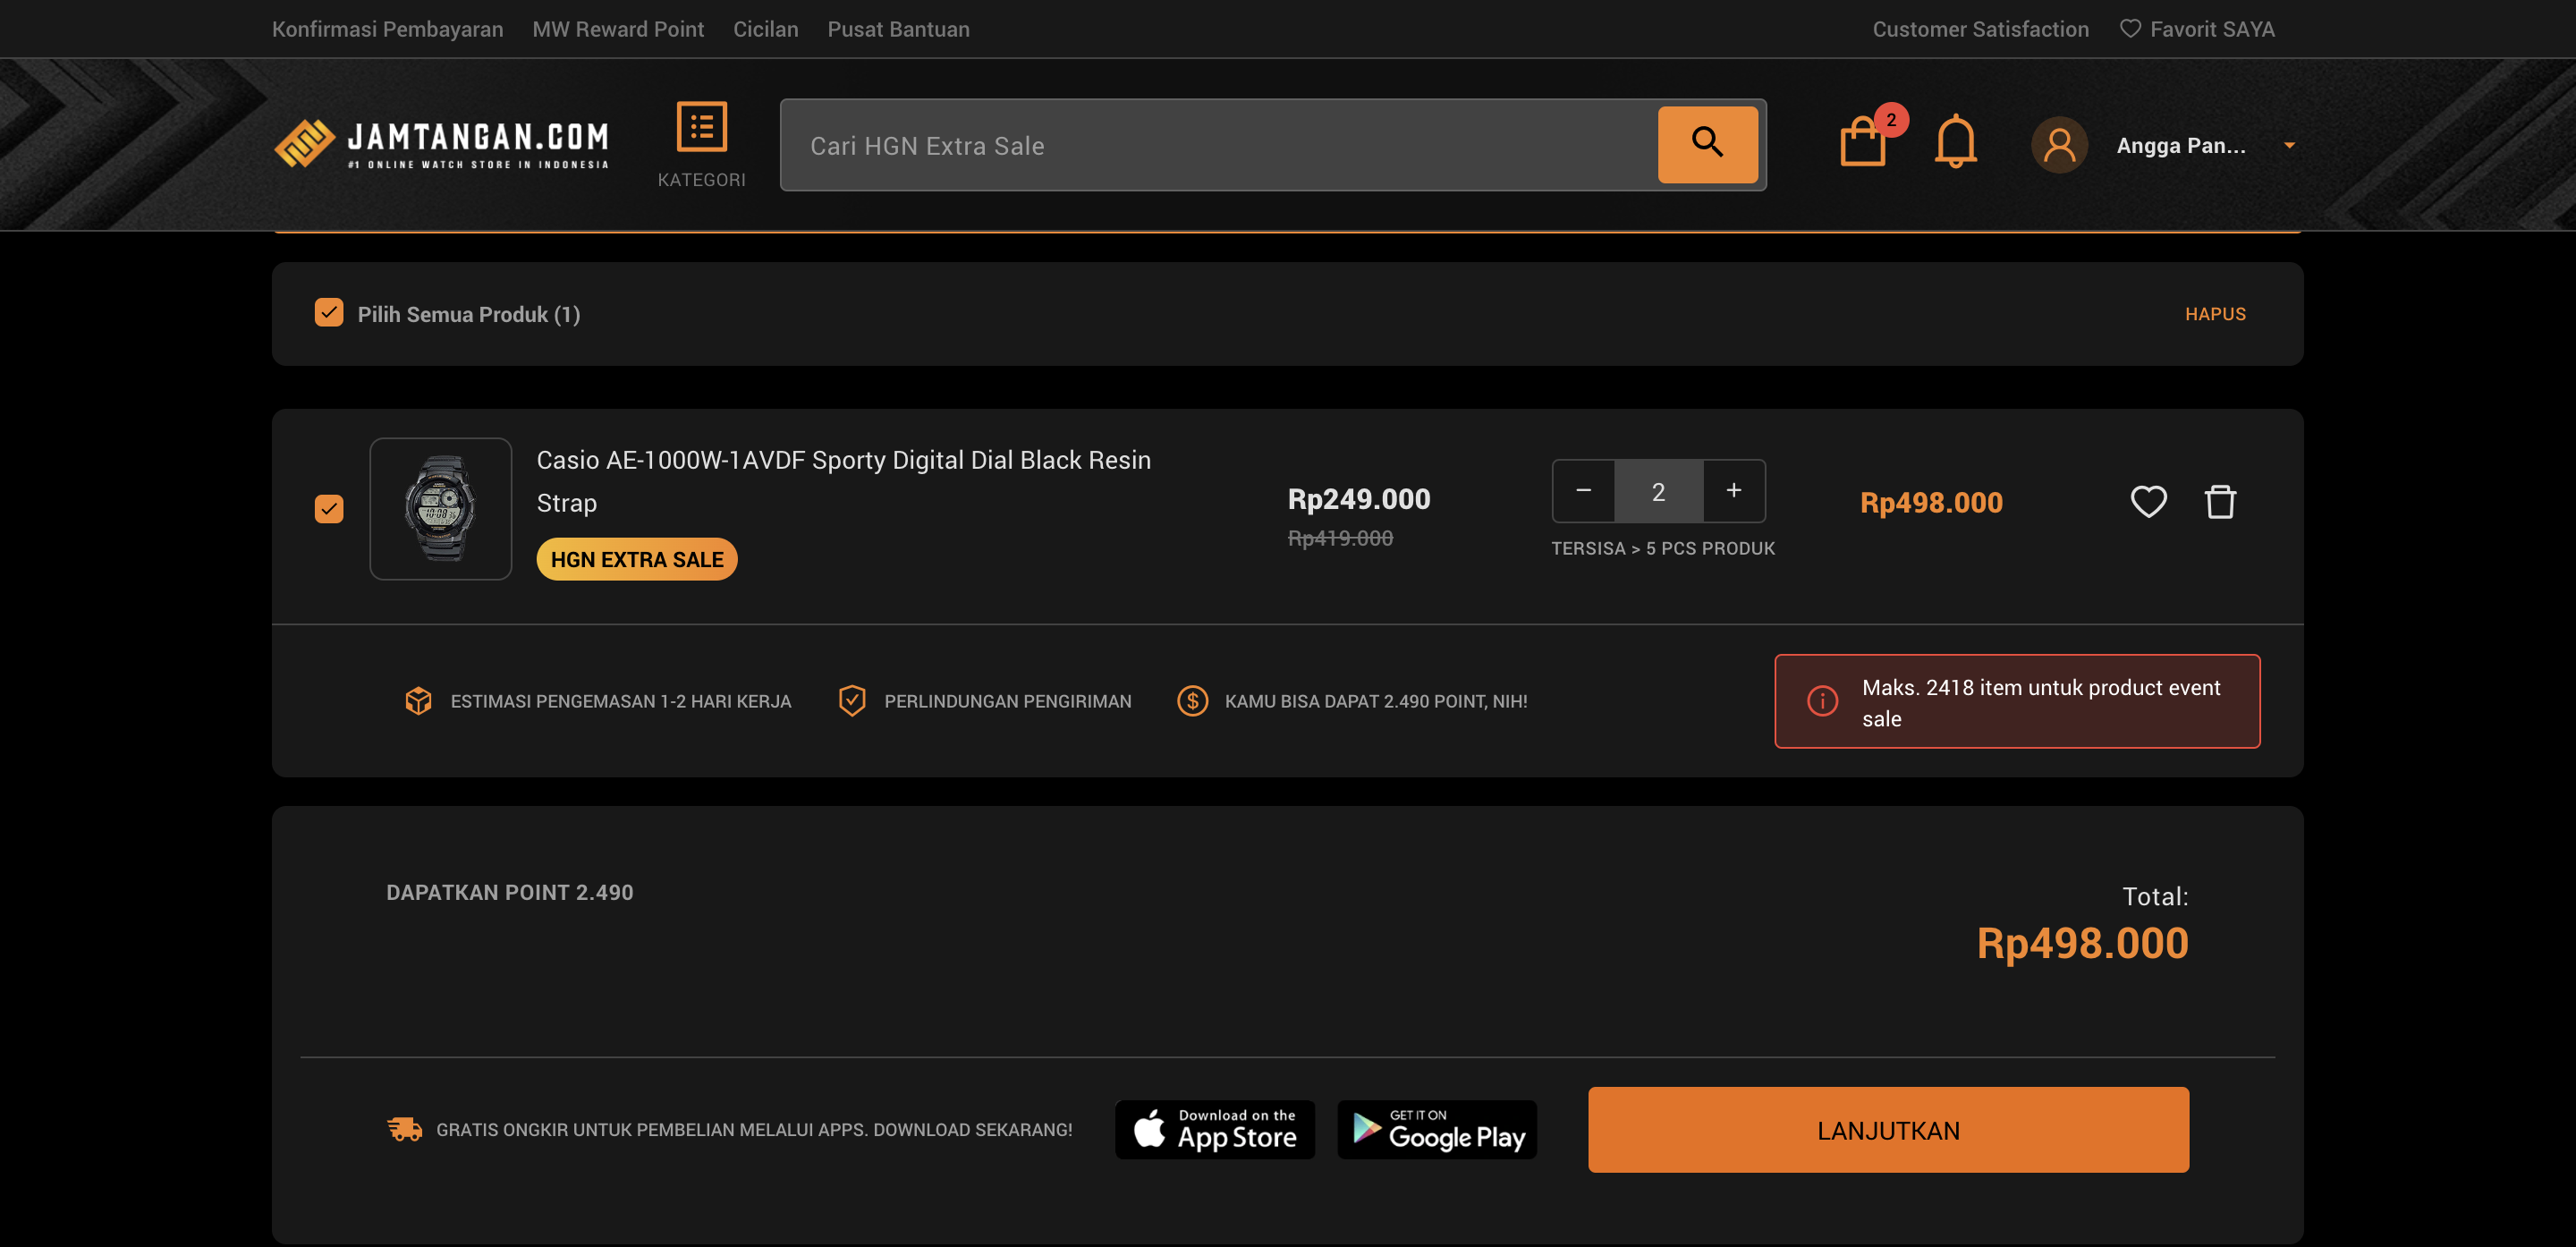 Konfirmasi Pembayaran MW Reward Point Cicilan Pusat Bantuan Customer Satisfaction Favorit SAYA
JAMTANGAN.COM
#1 ONLINE WATCH STORE IN INDONESIA
KATEGORI
Cari HGN Extra Sale
2
Angga Pan...
Pilih Semua Produk (1) HAPUS
Casio AE-1000W-1AVDF Sporty Digital Dial Black Resin
Strap
HGN EXTRA SALE
Rp249.000
Rp419.000
− 2 +
TERSISA > 5 PCS PRODUK
Rp498.000
ESTIMASI PENGEMASAN 1-2 HARI KERJA PERLINDUNGAN PENGIRIMAN KAMU BISA DAPAT 2.490 POINT, NIH!
Maks. 2418 item untuk product event
sale
DAPATKAN POINT 2.490
Total:
Rp498.000
GRATIS ONGKIR UNTUK PEMBELIAN MELALUI APPS. DOWNLOAD SEKARANG!
Download on the
App Store
GET IT ON
Google Play
LANJUTKAN